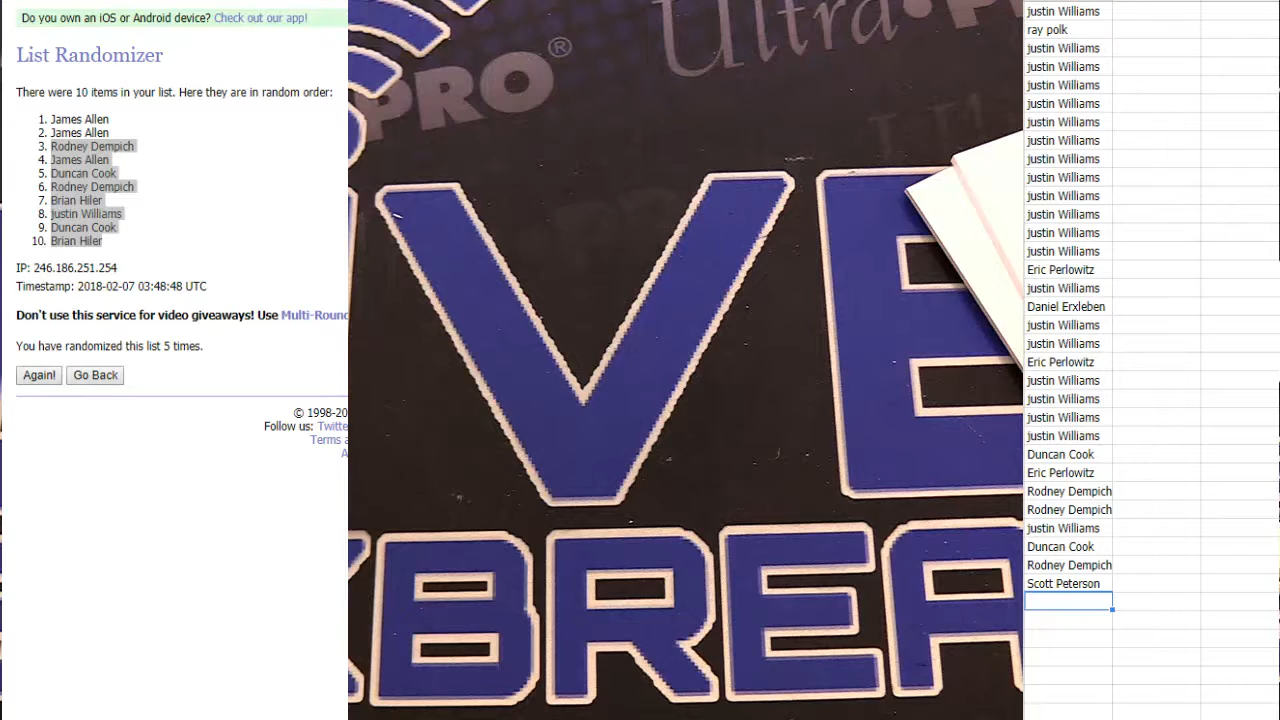 Do you own an iOS or Android device? Check out our app!
List Randomizer
There were 10 items in your list. Here they are in random order:
1. James Allen
2. James Allen
3. Rodney Dempich
4. James Allen
5. Duncan Cook
6. Rodney Dempich
7. Brian Hiler
8. justin Williams
9. Duncan Cook
10. Brian Hiler
IP: 246.186.251.254
Timestamp: 2018-02-07 03:48:48 UTC
Don't use this service for video giveaways! Use Multi-Roun
You have randomized this list 5 times.
Again! Go Back
© 1998-20
Follow us: Twitte
Terms a
A
PRO®
Ultra•P
VE
BREA
justin Williams
ray polk
justin Williams
justin Williams
justin Williams
justin Williams
justin Williams
justin Williams
justin Williams
justin Williams
justin Williams
justin Williams
justin Williams
justin Williams
Eric Perlowitz
justin Williams
Daniel Erxleben
justin Williams
justin Williams
Eric Perlowitz
justin Williams
justin Williams
justin Williams
justin Williams
Duncan Cook
Eric Perlowitz
Rodney Dempich
Rodney Dempich
justin Williams
Duncan Cook
Rodney Dempich
Scott Peterson